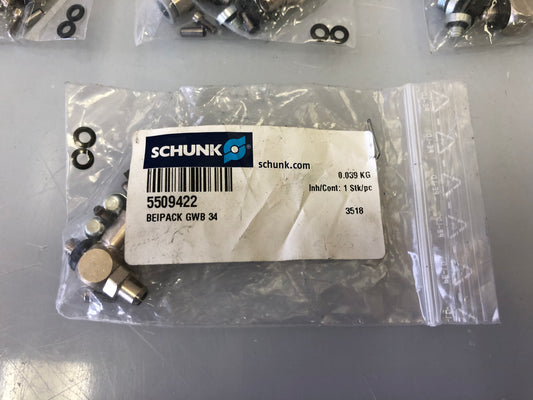 SCHUNK
schunk.com
0.039 KG
Inh/Cont: 1 Stk/pc
5509422
BEIPACK GWB 34
3518